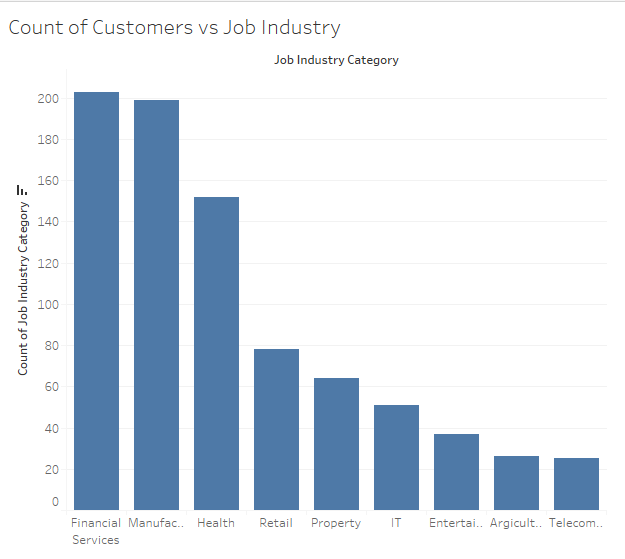 Count of Customers vs Job Industry
Job Industry Category
Count of Job Industry Category
200
180
160
140
120
100
80
60
40
20
0
Financial Services
Manufac..
Health
Retail
Property
IT
Entertai..
Argicult..
Telecom..